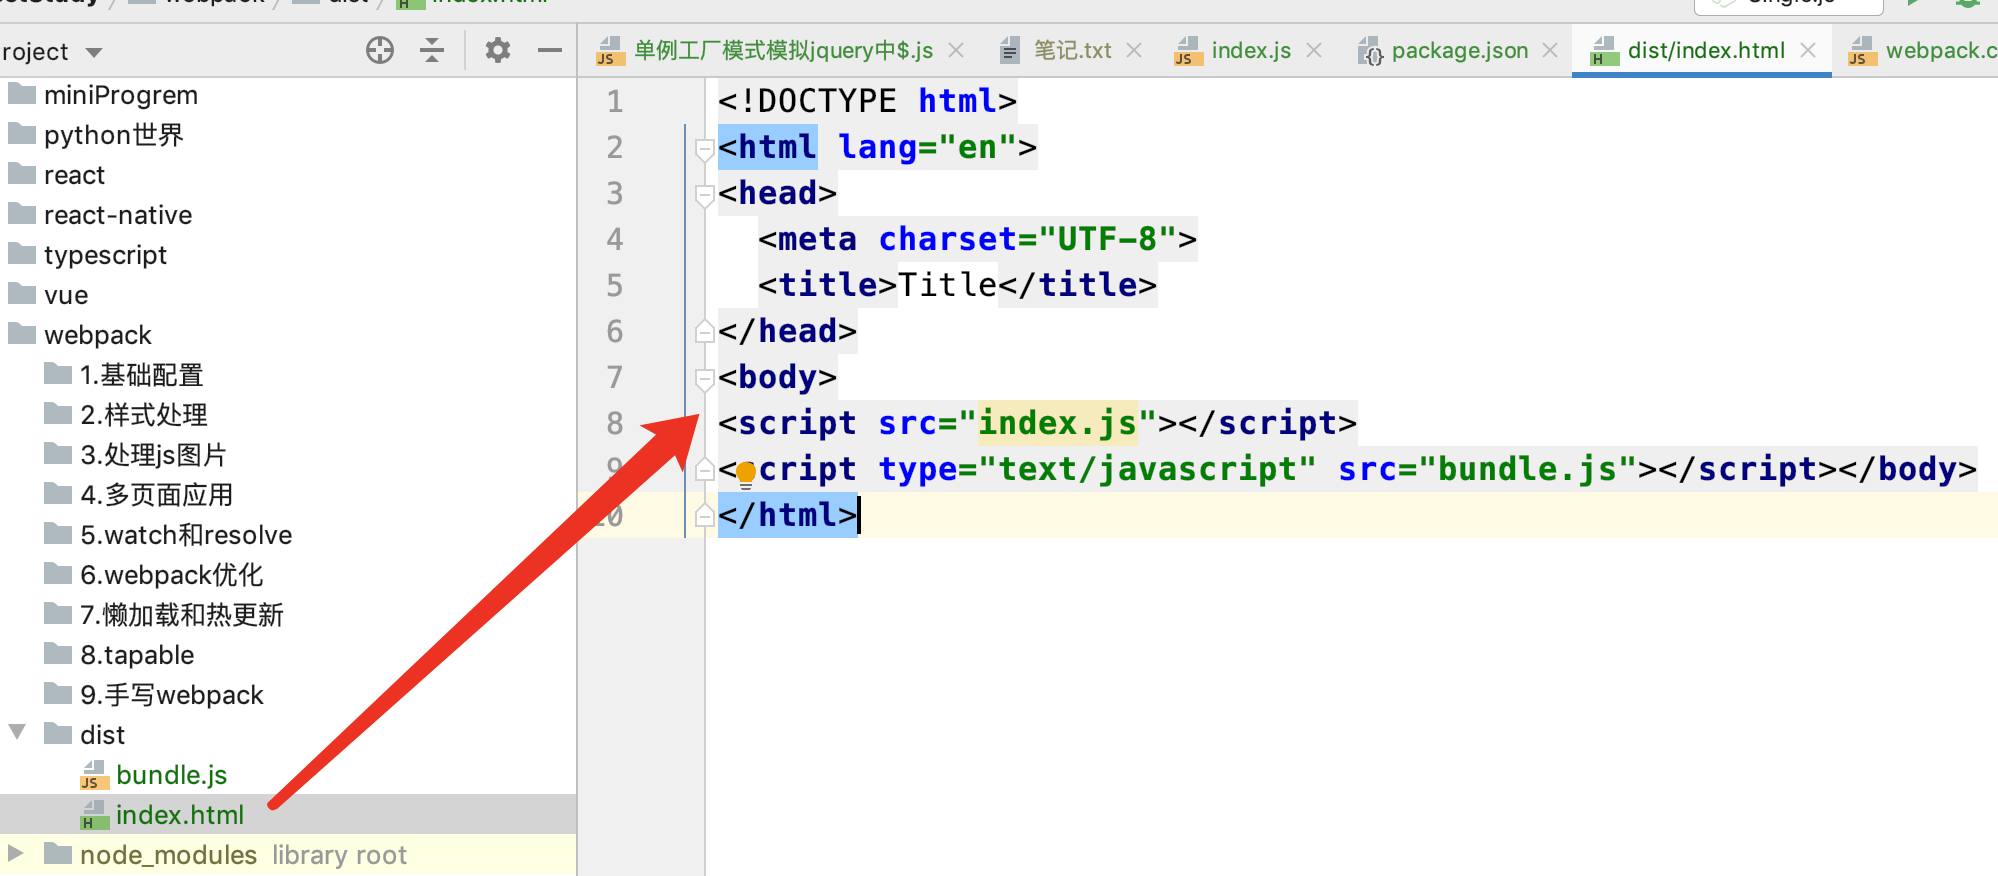 webpack dist index.html
roject
单例工厂模式模拟jquery中$.js 笔记.txt index.js package.json dist/index.html webpack.c
miniProgrem
python世界
react
react-native
typescript
vue
webpack
1.基础配置
2.样式处理
3.处理js图片
4.多页面应用
5.watch和resolve
6.webpack优化
7.懒加载和热更新
8.tapable
9.手写webpack
dist
bundle.js
index.html
node_modules library root
1 <!DOCTYPE html>
2 <html lang="en">
3 <head>
4 <meta charset="UTF-8">
5 <title>Title</title>
6 </head>
7 <body>
8 <script src="index.js"></script>
9 <script type="text/javascript" src="bundle.js"></script></body>
10 </html>